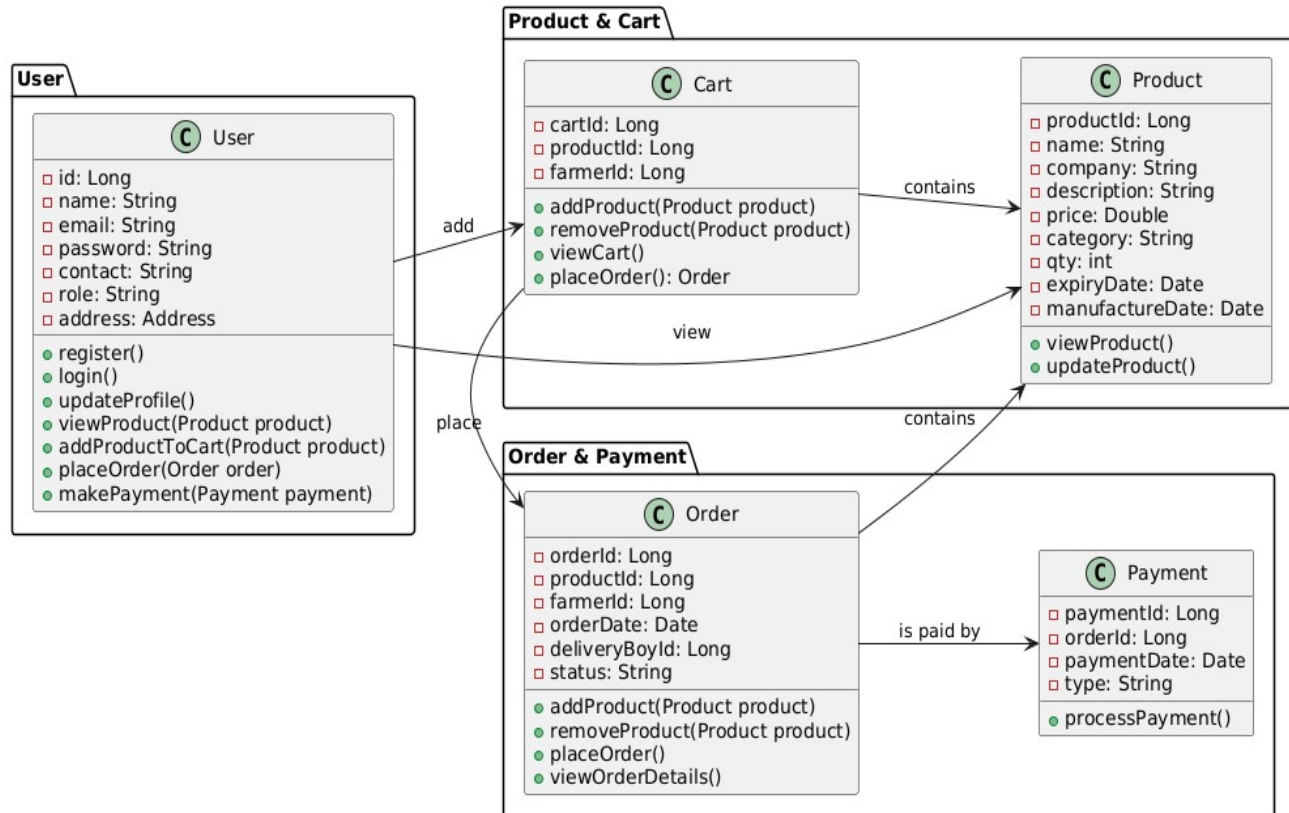 User
C User
id: Long
name: String
email: String
password: String
contact: String
role: String
address: Address
register()
login()
updateProfile()
viewProduct(Product product)
addProductToCart(Product product)
placeOrder(Order order)
makePayment(Payment payment)
add
view
place
Product & Cart
C Cart
cartId: Long
productId: Long
farmerId: Long
addProduct(Product product)
removeProduct(Product product)
viewCart()
placeOrder(): Order
contains
C Product
productId: Long
name: String
company: String
description: String
price: Double
category: String
qty: int
expiryDate: Date
manufactureDate: Date
viewProduct()
updateProduct()
contains
Order & Payment
C Order
orderId: Long
productId: Long
farmerId: Long
orderDate: Date
deliveryBoyId: Long
status: String
addProduct(Product product)
removeProduct(Product product)
placeOrder()
viewOrderDetails()
is paid by
C Payment
paymentId: Long
orderId: Long
paymentDate: Date
type: String
processPayment()